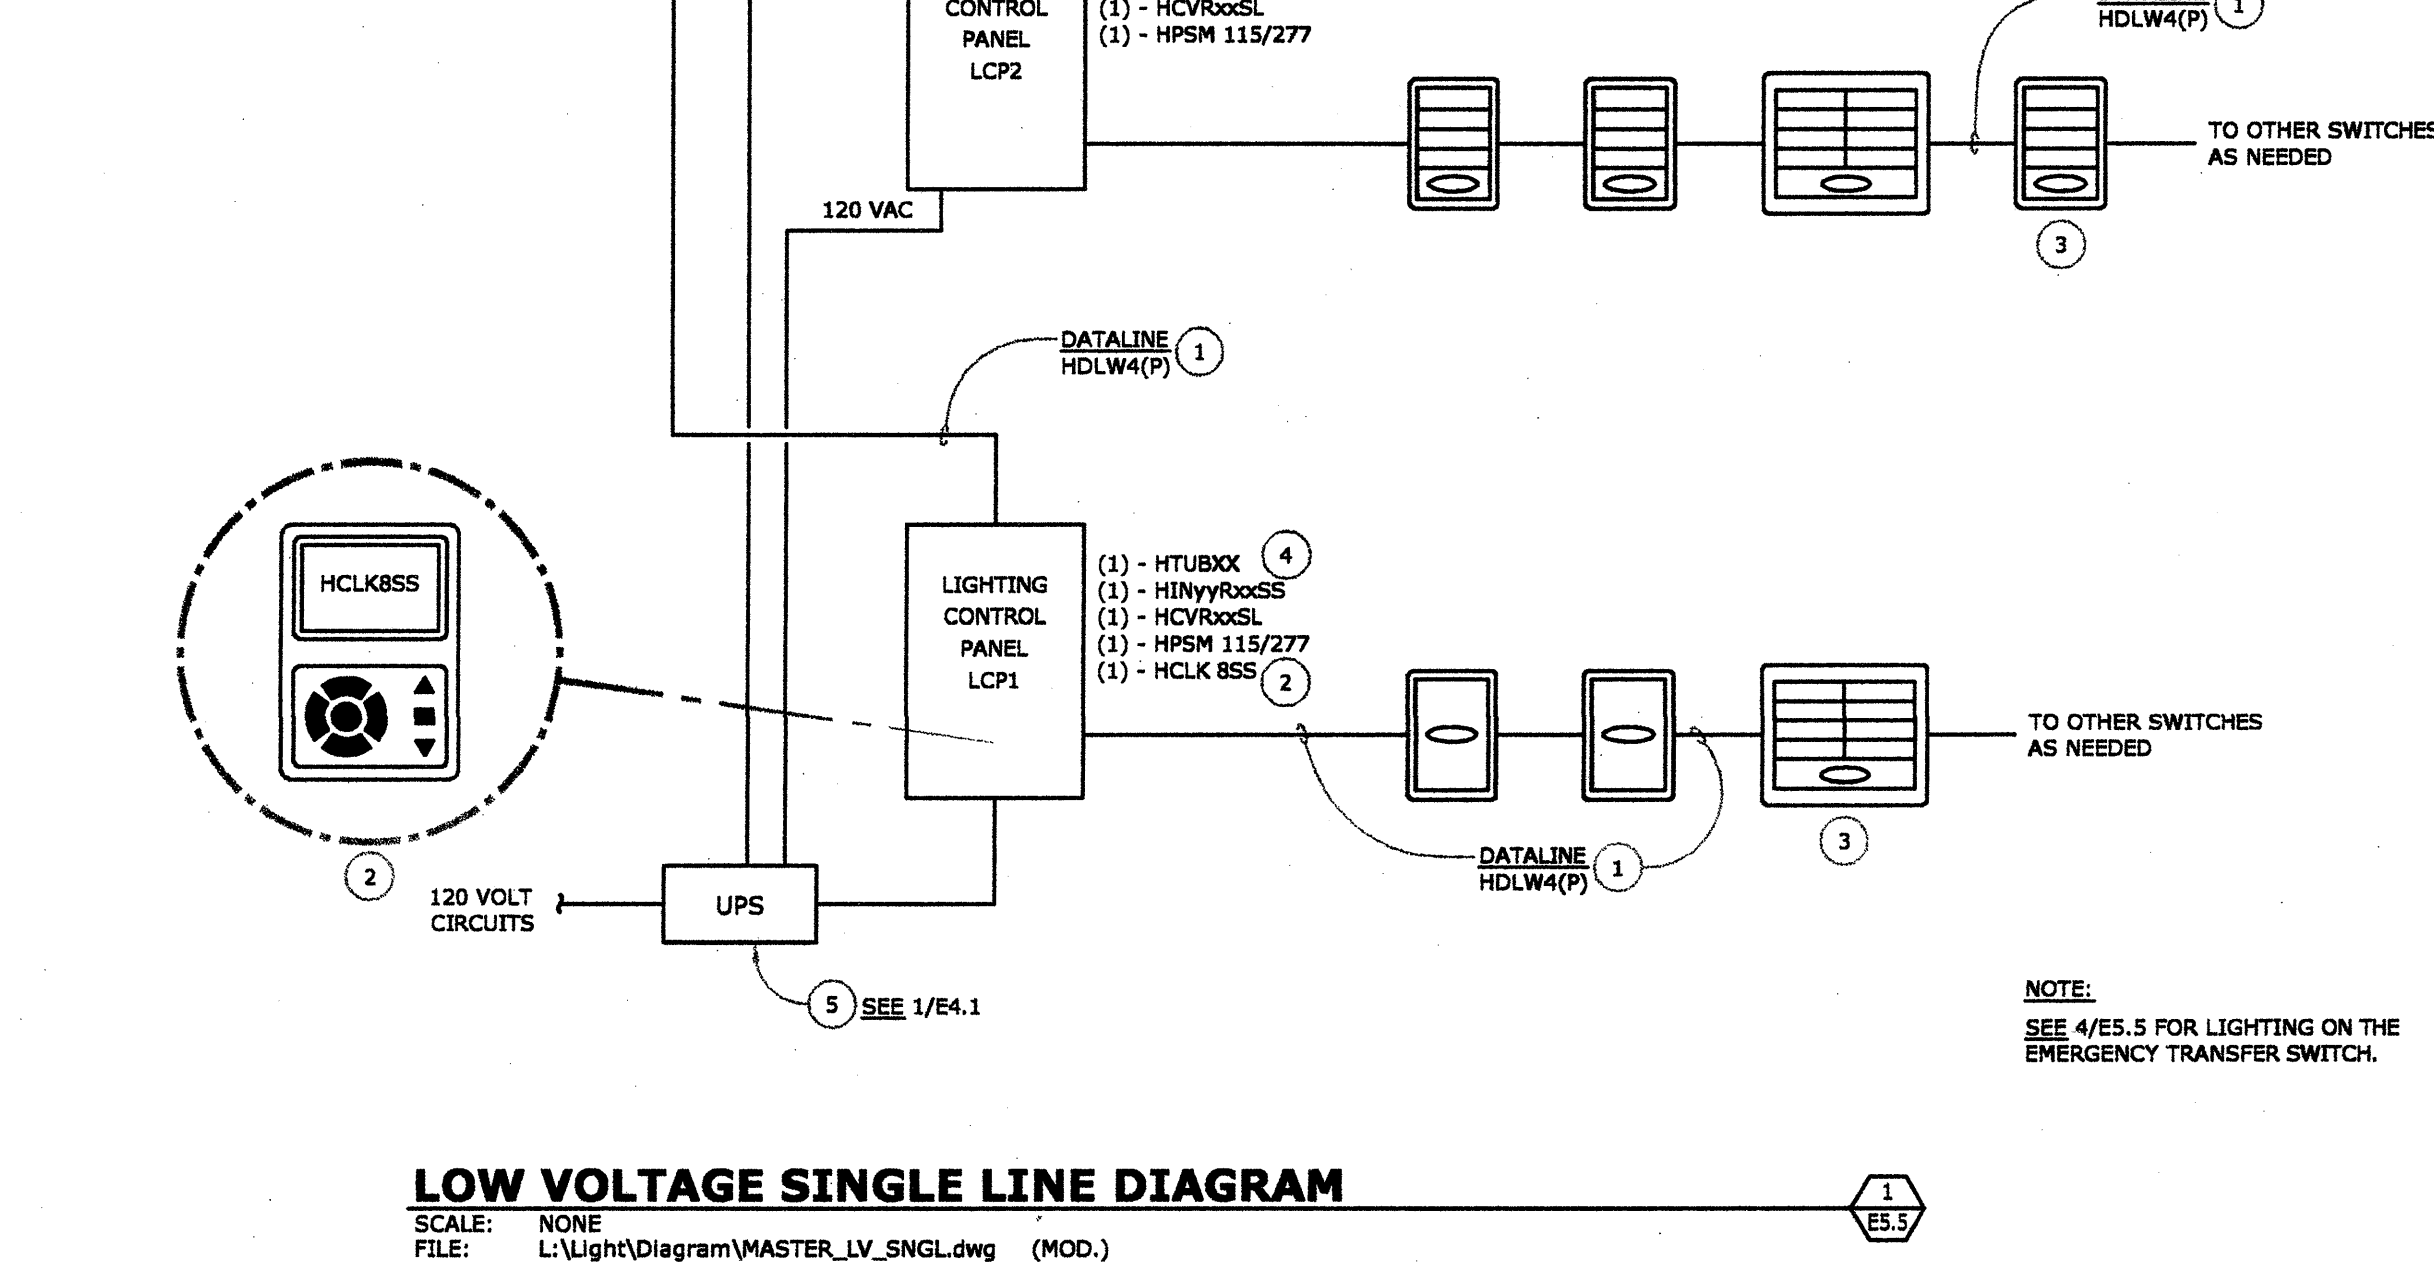 CONTROL
PANEL
LCP2
(1) - HCVRxxSL
(1) - HPSM 115/277
HDLW4(P)
1
TO OTHER SWITCHES
AS NEEDED
3
120 VAC
DATALINE
HDLW4(P)
1
HCLK8SS
2
LIGHTING
CONTROL
PANEL
LCP1
(1) - HTUBXX
4
(1) - HINyyRxxSS
(1) - HCVRxxSL
(1) - HPSM 115/277
(1) - HCLK 8SS
2
TO OTHER SWITCHES
AS NEEDED
3
DATALINE
HDLW4(P)
1
120 VOLT
CIRCUITS
UPS
5 SEE 1/E4.1
NOTE:
SEE 4/E5.5 FOR LIGHTING ON THE
EMERGENCY TRANSFER SWITCH.
LOW VOLTAGE SINGLE LINE DIAGRAM
1
E5.5
SCALE: NONE
FILE: L:\Light\Diagram\MASTER_LV_SNGL.dwg (MOD.)